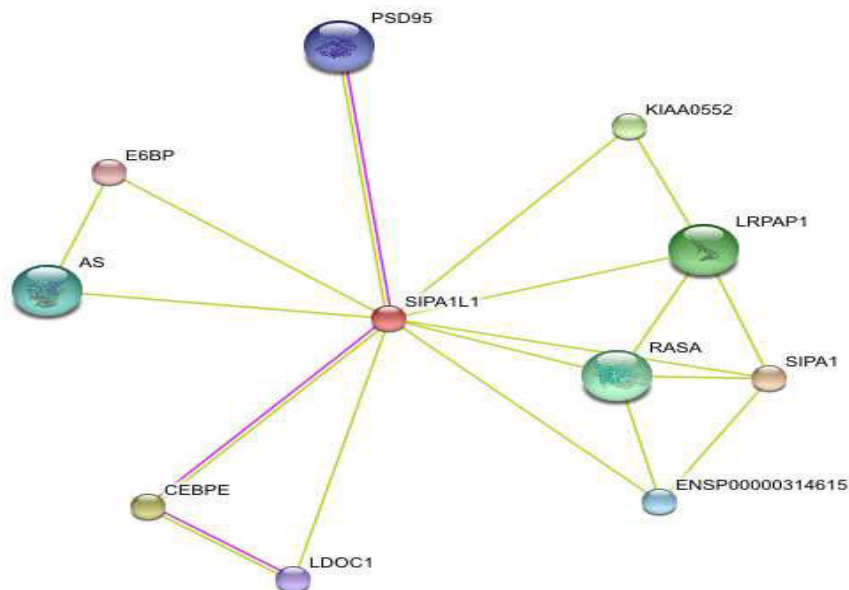 PSD95
KIAA0552
E6BP
LRPAP1
AS
SIPA1L1
RASA
SIPA1
CEBPE
ENSP00000314615
LDOC1